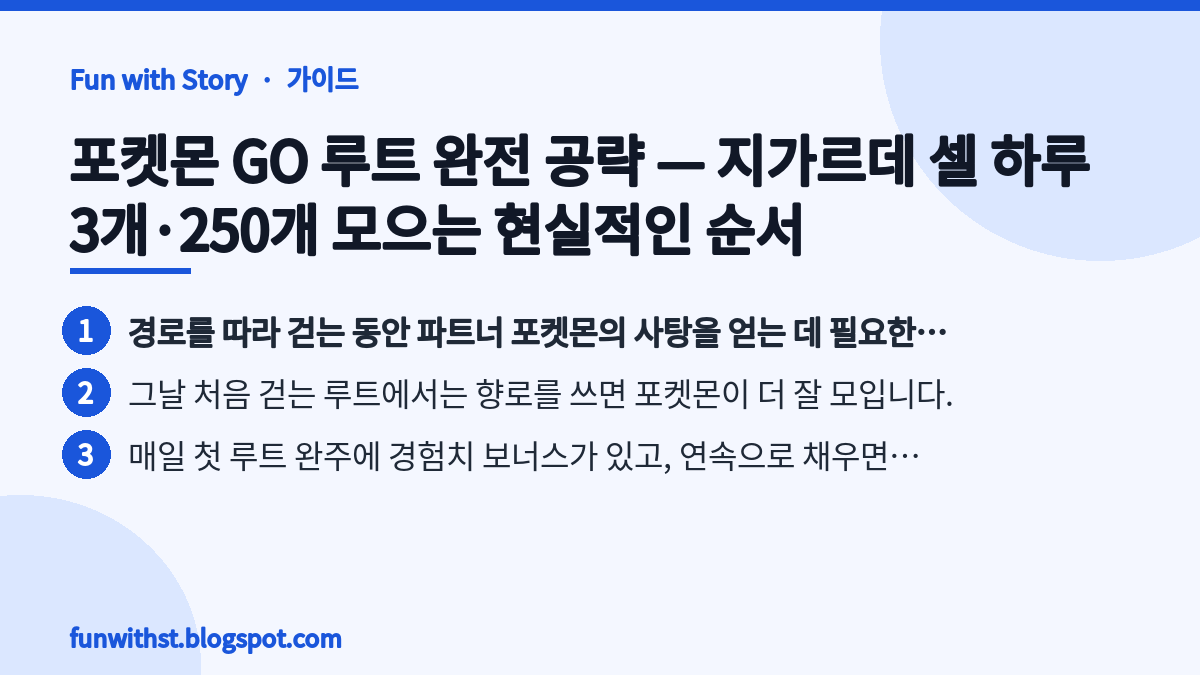 Fun with Story · 가이드
포켓몬 GO 루트 완전 공략 — 지가르데 셀 하루
3개·250개 모으는 현실적인 순서
1 경로를 따라 걷는 동안 파트너 포켓몬의 사탕을 얻는 데 필요한…
2 그날 처음 걷는 루트에서는 향로를 쓰면 포켓몬이 더 잘 모입니다.
3 매일 첫 루트 완주에 경험치 보너스가 있고, 연속으로 채우면…
funwithst.blogspot.com